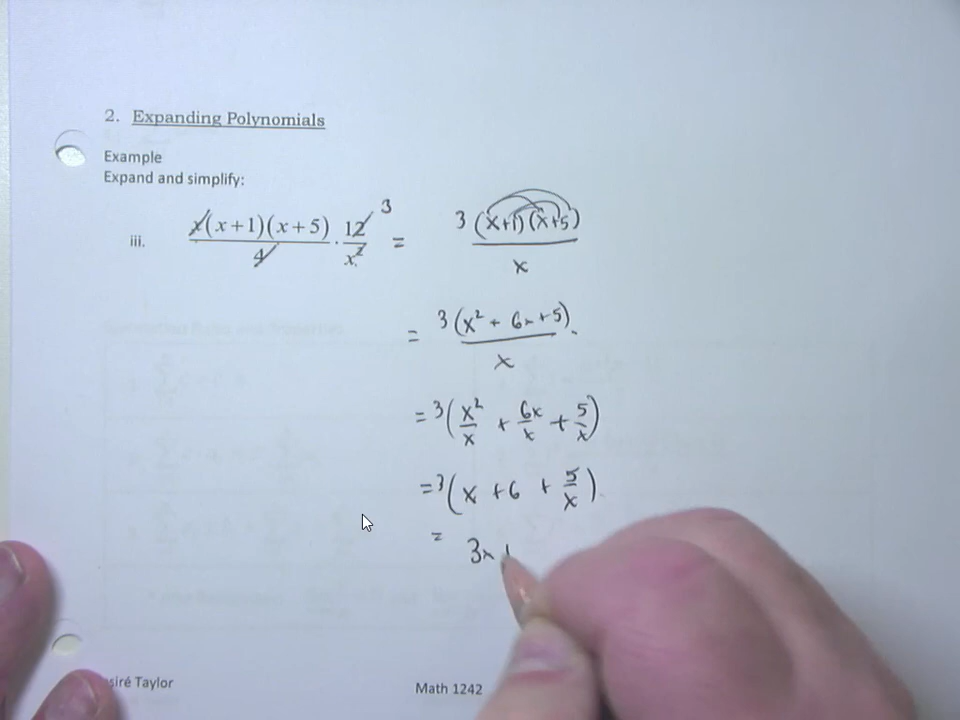 2. Expanding Polynomials
Example
Expand and simplify:
iii. x(x+1)(x+5)/4 · 12/x² 3 = 3(x+1)(x+5)/x
= 3(x² + 6x+5)/x
= 3(x²/x + 6x/x + 5/x)
= 3(x + 6 + 5/x)
= 3x
siré Taylor
Math 1242